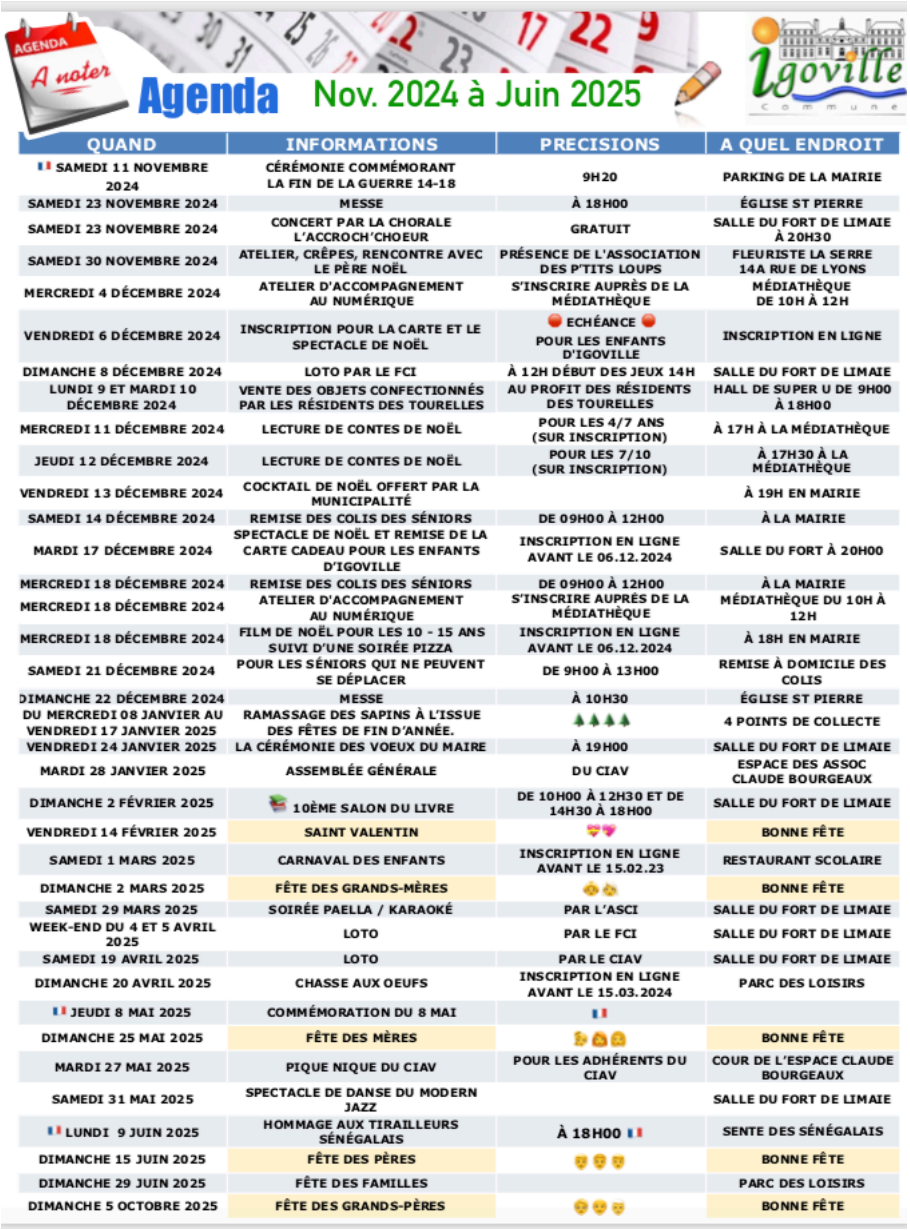 AGENDA
A noter
Agenda
Nov. 2024 à Juin 2025
Igoville
Commune
QUAND INFORMATIONS PRECISIONS A QUEL ENDROIT
SAMEDI 11 NOVEMBRE
2024
CÉRÉMONIE COMMÉMORANT
LA FIN DE LA GUERRE 14-18
9H20
PARKING DE LA MAIRIE
SAMEDI 23 NOVEMBRE 2024
MESSE
À 18H00
ÉGLISE ST PIERRE
SAMEDI 23 NOVEMBRE 2024
CONCERT PAR LA CHORALE
L'ACCROCH'CHOEUR
GRATUIT
SALLE DU FORT DE LIMAIE
À 20H30
SAMEDI 30 NOVEMBRE 2024
ATELIER, CRÊPES, RENCONTRE AVEC
LE PÈRE NOËL
PRÉSENCE DE L'ASSOCIATION
DES P'TITS LOUPS
FLEURISTE LA SERRE
14A RUE DE LYONS
MERCREDI 4 DÉCEMBRE 2024
ATELIER D'ACCOMPAGNEMENT
AU NUMÉRIQUE
S'INSCRIRE AUPRÈS DE LA
MÉDIATHÈQUE
MÉDIATHÈQUE
DE 10H À 12H
VENDREDI 6 DÉCEMBRE 2024
INSCRIPTION POUR LA CARTE ET LE
SPECTACLE DE NOËL
ECHÉANCE
POUR LES ENFANTS
D'IGOVILLE
INSCRIPTION EN LIGNE
DIMANCHE 8 DÉCEMBRE 2024
LOTO PAR LE FCI
À 12H DÉBUT DES JEUX 14H
SALLE DU FORT DE LIMAIE
LUNDI 9 ET MARDI 10
DÉCEMBRE 2024
VENTE DES OBJETS CONFECTIONNÉS
PAR LES RÉSIDENTS DES TOURELLES
AU PROFIT DES RÉSIDENTS
DES TOURELLES
HALL DE SUPER U DE 9H00
À 18H00
MERCREDI 11 DÉCEMBRE 2024
LECTURE DE CONTES DE NOËL
POUR LES 4/7 ANS
(SUR INSCRIPTION)
À 17H À LA MÉDIATHÈQUE
JEUDI 12 DÉCEMBRE 2024
LECTURE DE CONTES DE NOËL
POUR LES 7/10
(SUR INSCRIPTION)
À 17H30 À LA
MÉDIATHÈQUE
VENDREDI 13 DÉCEMBRE 2024
COCKTAIL DE NOËL OFFERT PAR LA
MUNICIPALITÉ
À 19H EN MAIRIE
SAMEDI 14 DÉCEMBRE 2024
REMISE DES COLIS DES SÉNIORS
DE 09H00 À 12H00
À LA MAIRIE
MARDI 17 DÉCEMBRE 2024
SPECTACLE DE NOËL ET REMISE DE LA
CARTE CADEAU POUR LES ENFANTS
D'IGOVILLE
INSCRIPTION EN LIGNE
AVANT LE 06.12.2024
SALLE DU FORT À 20H00
MERCREDI 18 DÉCEMBRE 2024
REMISE DES COLIS DES SÉNIORS
DE 09H00 À 12H00
À LA MAIRIE
MERCREDI 18 DÉCEMBRE 2024
ATELIER D'ACCOMPAGNEMENT
AU NUMÉRIQUE
S'INSCRIRE AUPRÉS DE LA
MÉDIATHÈQUE
MÉDIATHÈQUE DU 10H À
12H
MERCREDI 18 DÉCEMBRE 2024
FILM DE NOËL POUR LES 10 - 15 ANS
SUIVI D'UNE SOIRÉE PIZZA
INSCRIPTION EN LIGNE
AVANT LE 06.12.2024
À 18H EN MAIRIE
SAMEDI 21 DÉCEMBRE 2024
POUR LES SÉNIORS QUI NE PEUVENT
SE DÉPLACER
DE 9H00 À 13H00
REMISE À DOMICILE DES
COLIS
DIMANCHE 22 DÉCEMBRE 2024
MESSE
À 10H30
ÉGLISE ST PIERRE
DU MERCREDI 08 JANVIER AU
VENDREDI 17 JANVIER 2025
RAMASSAGE DES SAPINS À L'ISSUE
DES FÊTES DE FIN D'ANNÉE.
4 POINTS DE COLLECTE
VENDREDI 24 JANVIER 2025
LA CÉRÉMONIE DES VOEUX DU MAIRE
À 19H00
SALLE DU FORT DE LIMAIE
MARDI 28 JANVIER 2025
ASSEMBLÉE GÉNÉRALE
DU CIAV
ESPACE DES ASSOC
CLAUDE BOURGEAUX
DIMANCHE 2 FÉVRIER 2025
10ÈME SALON DU LIVRE
DE 10H00 À 12H30 ET DE
14H30 À 18H00
SALLE DU FORT DE LIMAIE
VENDREDI 14 FÉVRIER 2025
SAINT VALENTIN
BONNE FÊTE
SAMEDI 1 MARS 2025
CARNAVAL DES ENFANTS
INSCRIPTION EN LIGNE
AVANT LE 15.02.23
RESTAURANT SCOLAIRE
DIMANCHE 2 MARS 2025
FÊTE DES GRANDS-MÈRES
BONNE FÊTE
SAMEDI 29 MARS 2025
SOIRÉE PAELLA / KARAOKÉ
PAR L'ASCI
SALLE DU FORT DE LIMAIE
WEEK-END DU 4 ET 5 AVRIL
2025
LOTO
PAR LE FCI
SALLE DU FORT DE LIMAIE
SAMEDI 19 AVRIL 2025
LOTO
PAR LE CIAV
SALLE DU FORT DE LIMAIE
DIMANCHE 20 AVRIL 2025
CHASSE AUX OEUFS
INSCRIPTION EN LIGNE
AVANT LE 15.03.2024
PARC DES LOISIRS
JEUDI 8 MAI 2025
COMMÉMORATION DU 8 MAI
DIMANCHE 25 MAI 2025
FÊTE DES MÈRES
BONNE FÊTE
MARDI 27 MAI 2025
PIQUE NIQUE DU CIAV
POUR LES ADHÉRENTS DU
CIAV
COUR DE L'ESPACE CLAUDE
BOURGEAUX
SAMEDI 31 MAI 2025
SPECTACLE DE DANSE DU MODERN
JAZZ
SALLE DU FORT DE LIMAIE
LUNDI 9 JUIN 2025
HOMMAGE AUX TIRAILLEURS
SÉNÉGALAIS
À 18H00
SENTE DES SÉNÉGALAIS
DIMANCHE 15 JUIN 2025
FÊTE DES PÈRES
BONNE FÊTE
DIMANCHE 29 JUIN 2025
FÊTE DES FAMILLES
PARC DES LOISIRS
DIMANCHE 5 OCTOBRE 2025
FÊTE DES GRANDS-PÈRES
BONNE FÊTE